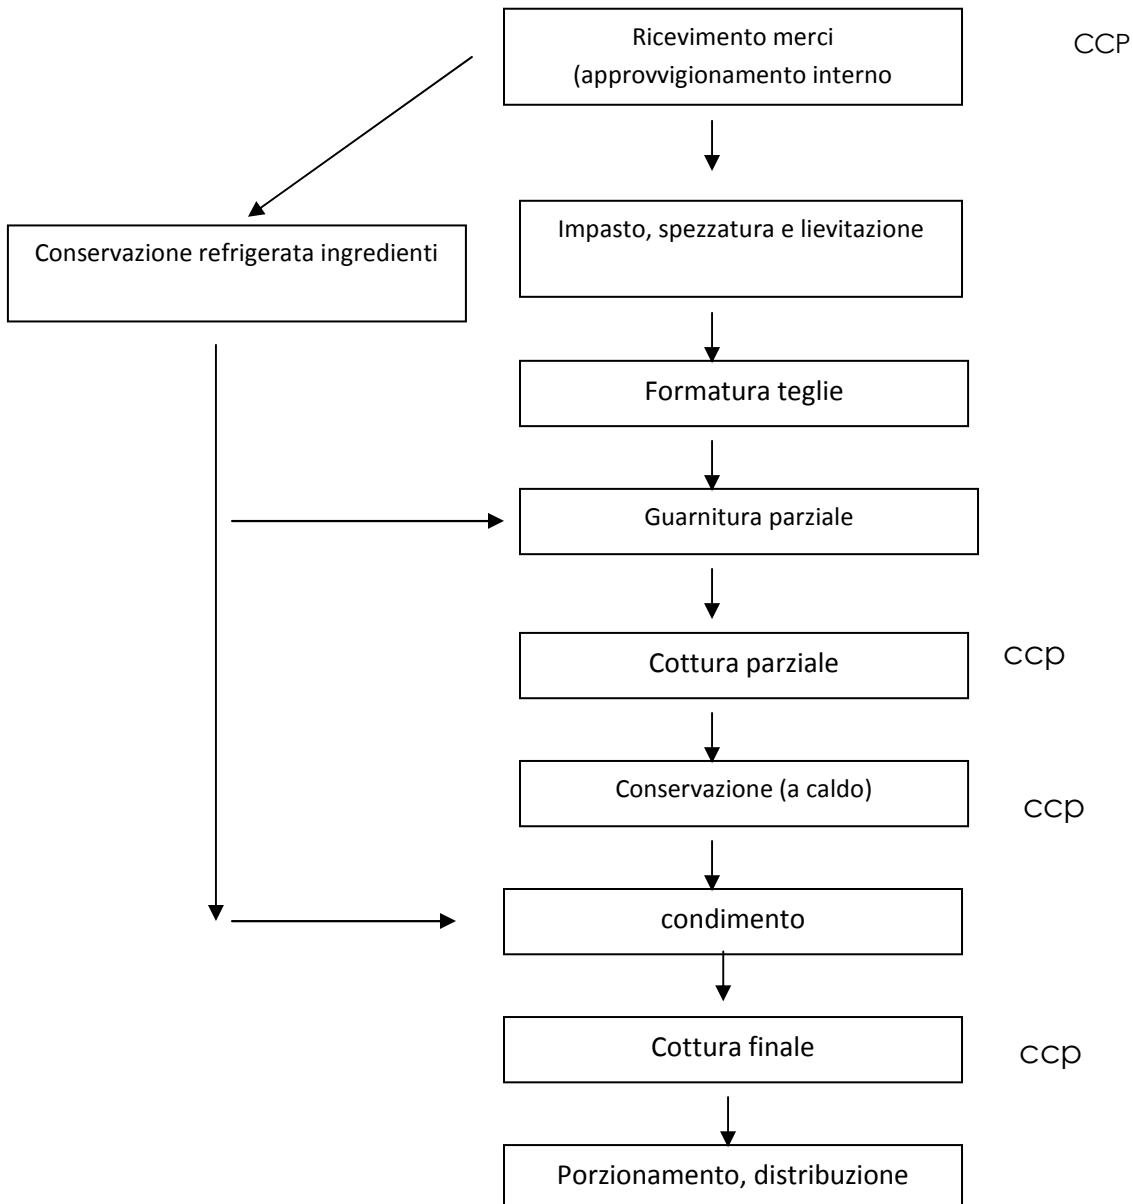 Ricevimento merci
(approvvigionamento interno
CCP
Impasto, spezzatura e lievitazione
Conservazione refrigerata ingredienti
Formatura teglie
Guarnitura parziale
Cottura parziale
ccp
Conservazione (a caldo)
ccp
condimento
Cottura finale
ccp
Porzionamento, distribuzione